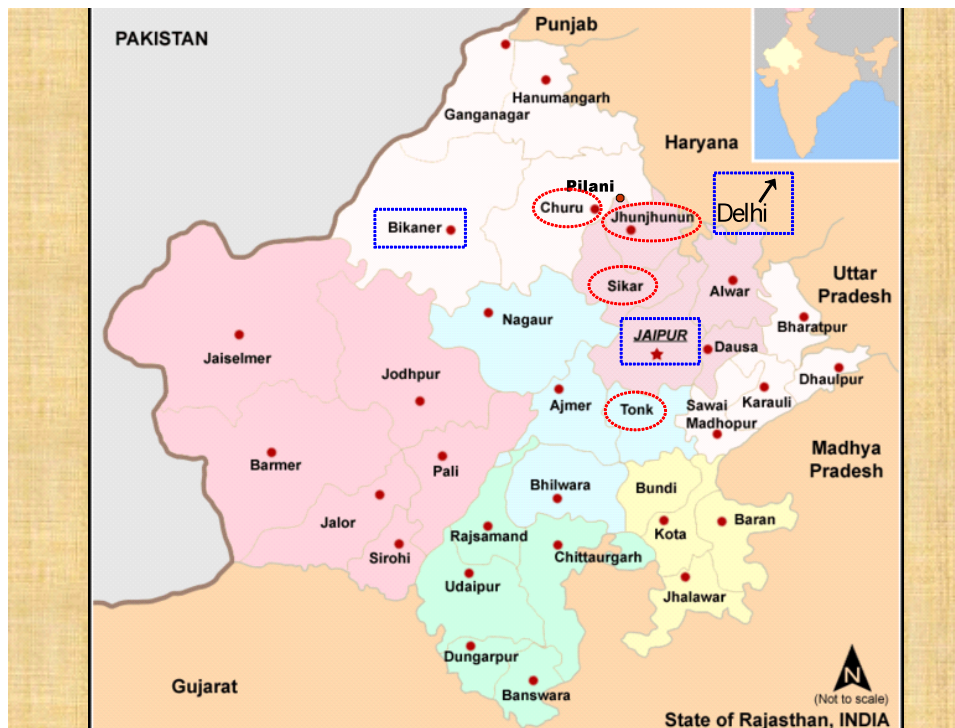 Punjab
PAKISTAN
Hanumangarh
Ganganagar
Haryana
Pilani
Churu
Delhi
Jhunjhunun
Bikaner
Uttar
Pradesh
Sikar
Alwar
Nagaur
Bharatpur
JAIPUR
Dausa
Jaiselmer
Jodhpur
Dhaulpur
Ajmer
Tonk
Sawai
Madhopur
Karauli
Madhya
Pradesh
Barmer
Pali
Bhilwara
Bundi
Jalor
Rajsamand
Kota
Baran
Sirohi
Chittaurgarh
Udaipur
Jhalawar
Dungarpur
Banswara
Gujarat
N
(Not to scale)
State of Rajasthan, INDIA